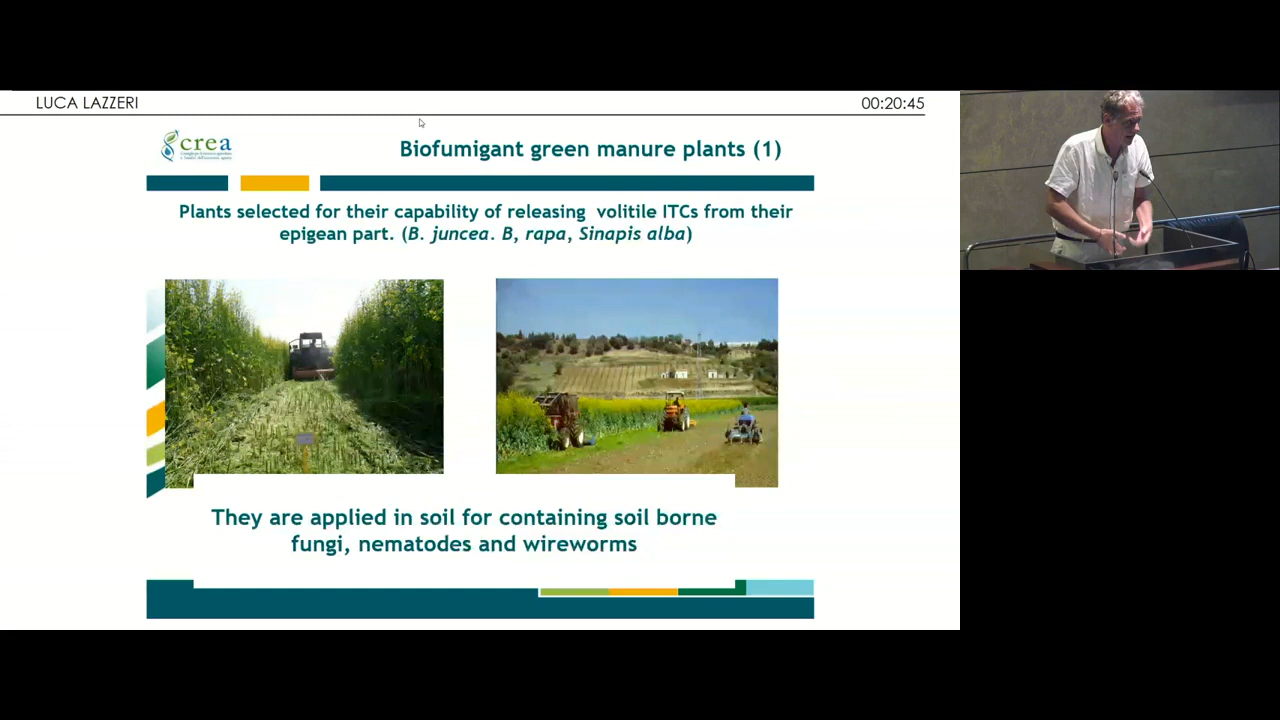 LUCA LAZZERI
00:20:45
crea
Biofumigant green manure plants (1)
Plants selected for their capability of releasing volitile ITCs from their
epigean part. (B. juncea. B, rapa, Sinapis alba)
They are applied in soil for containing soil borne
fungi, nematodes and wireworms